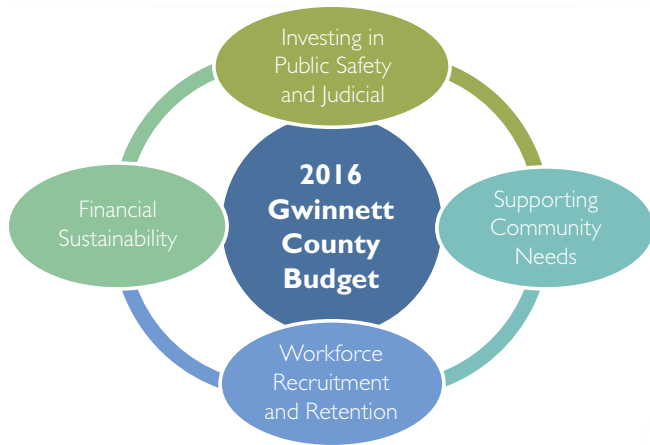 Investing in
Public Safety
and Judicial
2016
Gwinnett
County
Budget
Financial
Sustainability
Supporting
Community
Needs
Workforce
Recruitment
and Retention